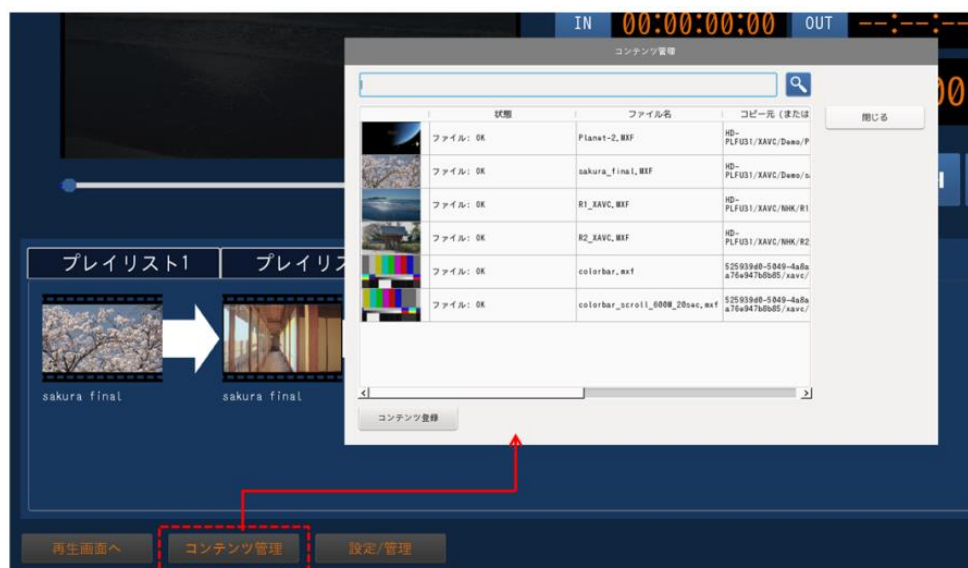 IN 00:00:00;00 OUT --:--:--
コンテンツ管理
00
状態 ファイル名 コピー元 (または
閉じる
ファイル: OK Planet-2.MXF HD-
PLFU31/XAVC/Demo/P
ファイル: OK sakura_final.MXF HD-
PLFU31/XAVC/Demo/s
ファイル: OK R1_XAVC.MXF HD-
PLFU31/XAVC/NHK/R1
ファイル: OK R2_XAVC.MXF HD-
PLFU31/XAVC/NHK/R2
ファイル: OK colorbar.mxf 525939d0-5049-4a8a
a76e947b8b85/xavc/
ファイル: OK colorbar_scroll_600M_20sec.mxf 525939d0-5049-4a8a
a76e947b8b85/xavc/
プレイリスト1 プレイリス
sakura final sakura final
コンテンツ登録
再生画面へ コンテンツ管理 設定/管理